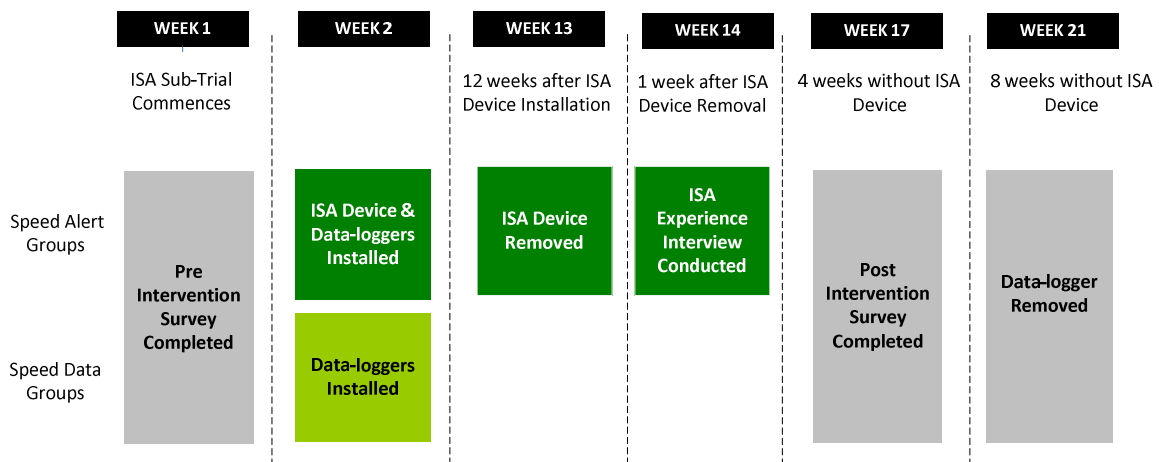 WEEK 1
WEEK 2
WEEK 13
WEEK 14
WEEK 17
WEEK 21
ISA Sub-Trial
Commences
12 weeks after ISA
Device Installation
1 week after ISA
Device Removal
4 weeks without ISA
Device
8 weeks without ISA
Device
Speed Alert
Groups
Speed Data
Groups
Pre
Intervention
Survey
Completed
ISA Device &
Data-loggers
Installed
Data-loggers
Installed
ISA Device
Removed
ISA
Experience
Interview
Conducted
Post
Intervention
Survey
Completed
Data-logger
Removed